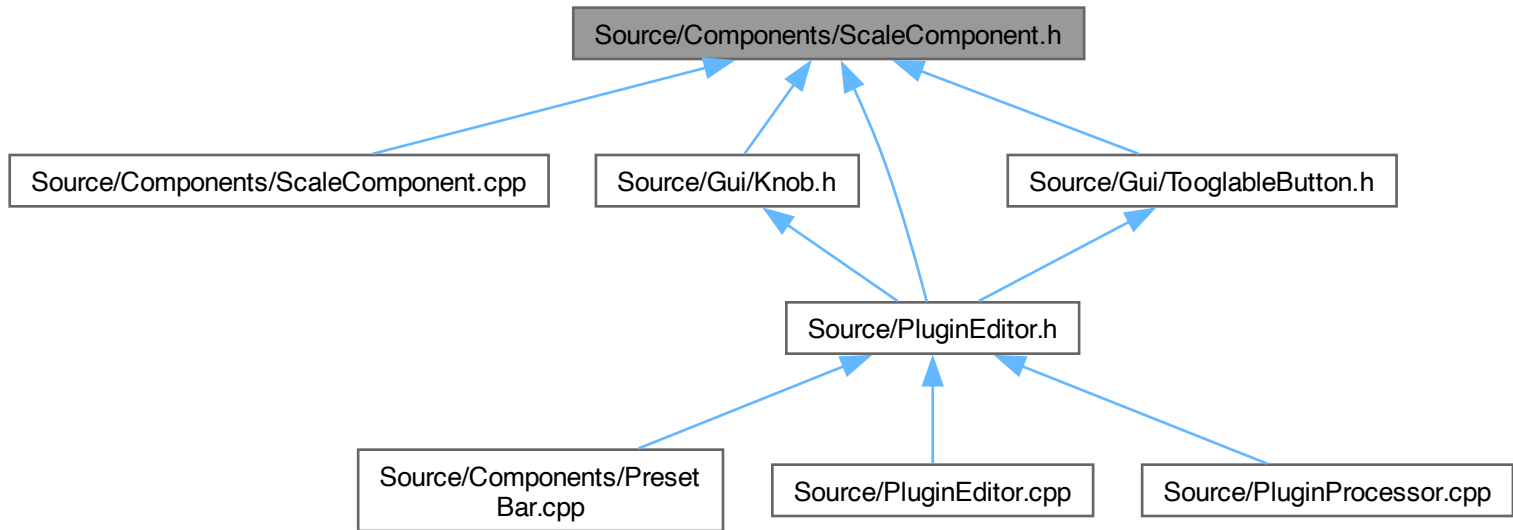 Source/Components/ScaleComponent.h
Source/Components/ScaleComponent.cpp
Source/Gui/Knob.h
Source/Gui/TooglableButton.h
Source/PluginEditor.h
Source/Components/Preset
Bar.cpp
Source/PluginEditor.cpp
Source/PluginProcessor.cpp